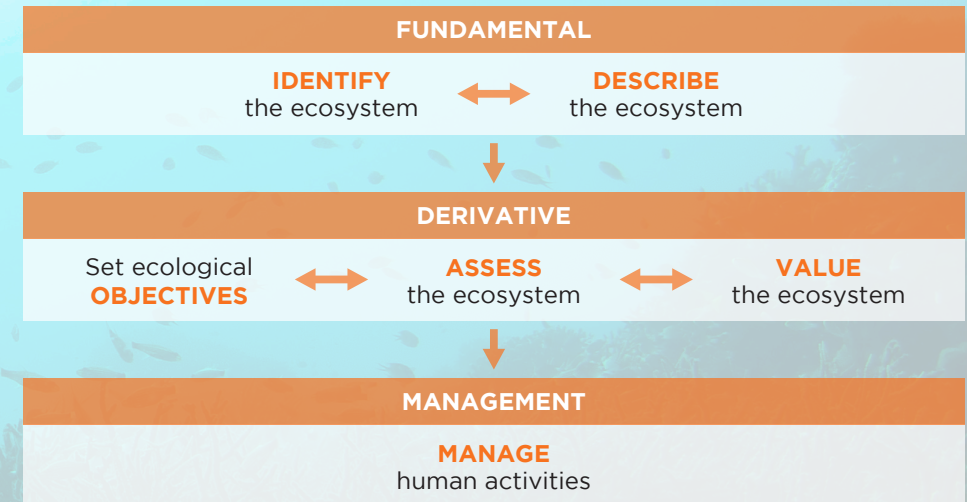 FUNDAMENTAL
IDENTIFY
the ecosystem
DESCRIBE
the ecosystem
DERIVATIVE
Set ecological
OBJECTIVES
ASSESS
the ecosystem
VALUE
the ecosystem
MANAGEMENT
MANAGE
human activities